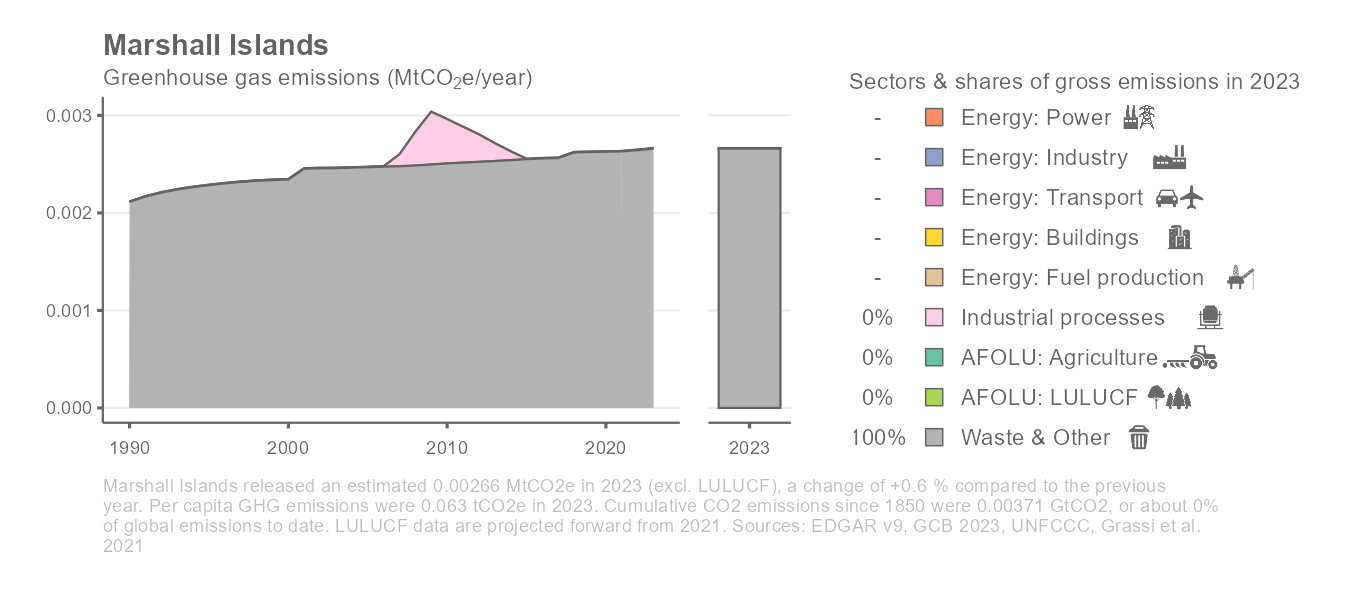 Marshall Islands
Greenhouse gas emissions (MtCO₂e/year)
0.003
0.002
0.001
0.000
1990
2000
2010
2020
2023
Sectors & shares of gross emissions in 2023
- Energy: Power
- Energy: Industry
- Energy: Transport
- Energy: Buildings
- Energy: Fuel production
0% Industrial processes
0% AFOLU: Agriculture
0% AFOLU: LULUCF
100% Waste & Other
Marshall Islands released an estimated 0.00266 MtCO2e in 2023 (excl. LULUCF), a change of +0.6 % compared to the previous
year. Per capita GHG emissions were 0.063 tCO2e in 2023. Cumulative CO2 emissions since 1850 were 0.00371 GtCO2, or about 0%
of global emissions to date. LULUCF data are projected forward from 2021. Sources: EDGAR v9, GCB 2023, UNFCCC, Grassi et al.
2021